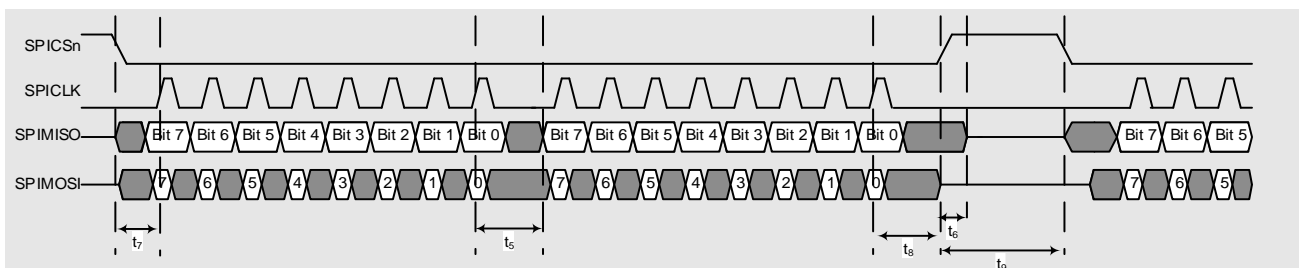 SPICSn
SPICLK
SPIMISO Bit 7 Bit 6 Bit 5 Bit 4 Bit 3 Bit 2 Bit 1 Bit 0 Bit 7 Bit 6 Bit 5 Bit 4 Bit 3 Bit 2 Bit 1 Bit 0 Bit 7 Bit 6 Bit 5
SPIMOSI 7 6 5 4 3 2 1 0 7 6 5 4 3 2 1 0 7 6 5
t7 t5 t8 t6
t9